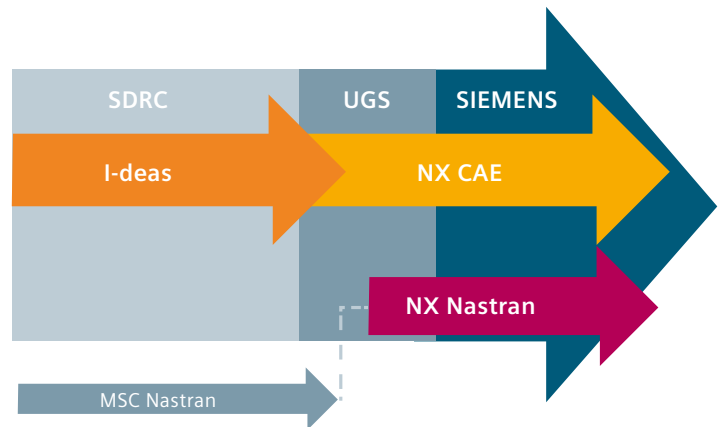 SDRC
UGS
SIEMENS
I-deas
NX CAE
NX Nastran
MSC Nastran